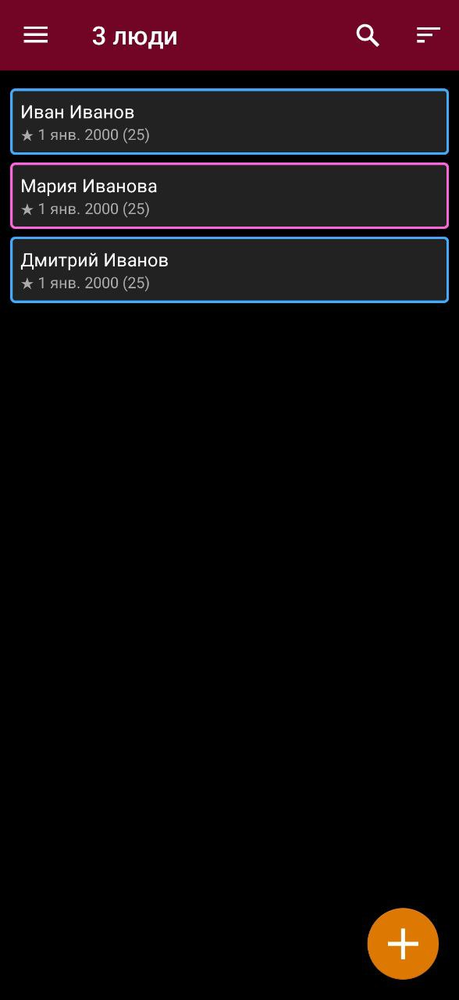 3 люди
Иван Иванов
★ 1 янв. 2000 (25)
Мария Иванова
★ 1 янв. 2000 (25)
Дмитрий Иванов
★ 1 янв. 2000 (25)